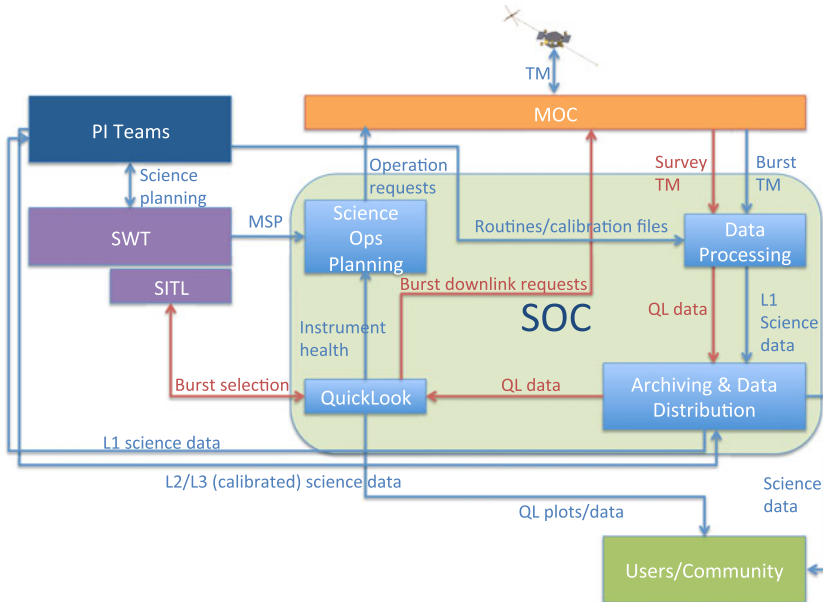 TM
PI Teams
MOC
Science
planning
Operation
requests
Survey
TM
Burst
TM
SWT
MSP
Science
Ops
Planning
Routines/calibration files
Data
Processing
SITL
Burst downlink requests
SOC
QL data
L1
Science
data
Instrument
health
Burst selection
QuickLook
QL data
Archiving & Data
Distribution
L1 science data
L2/L3 (calibrated) science data
Science
data
QL plots/data
Users/Community